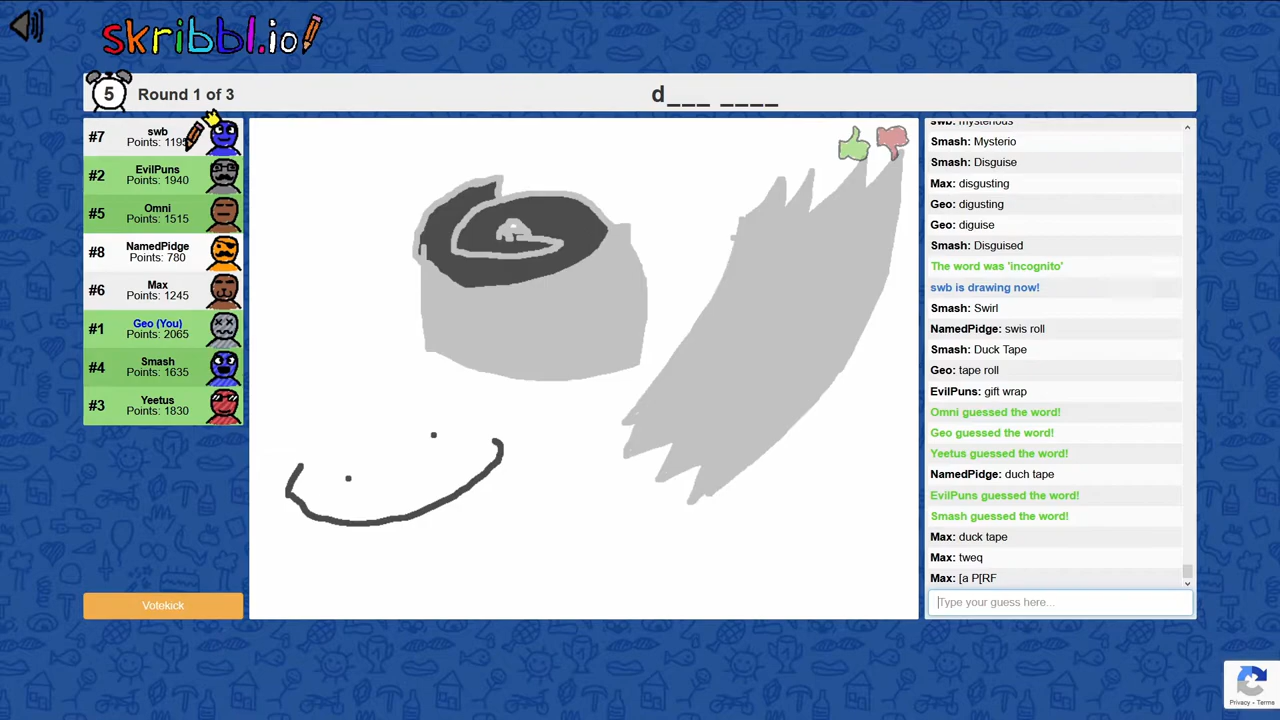 skribbl.io
5
Round 1 of 3
d___ ____
#7
swb
Points: 1195
#2
EvilPuns
Points: 1940
#5
Omni
Points: 1515
#8
NamedPidge
Points: 780
#6
Max
Points: 1245
#1
Geo (You)
Points: 2065
#4
Smash
Points: 1635
#3
Yeetus
Points: 1830
Votekick
swb: mysterious
Smash: Mysterio
Smash: Disguise
Max: disgusting
Geo: digusting
Geo: diguise
Smash: Disguised
The word was 'incognito'
swb is drawing now!
Smash: Swirl
NamedPidge: swis roll
Smash: Duck Tape
Geo: tape roll
EvilPuns: gift wrap
Omni guessed the word!
Geo guessed the word!
Yeetus guessed the word!
NamedPidge: duch tape
EvilPuns guessed the word!
Smash guessed the word!
Max: duck tape
Max: tweq
Max: [a P[RF
Type your guess here...
Privacy - Terms